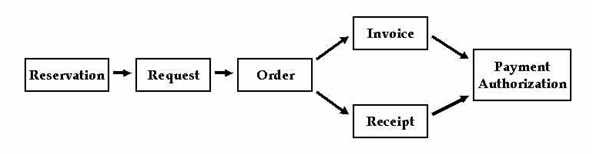 Reservation
Request
Order
Invoice
Receipt
Payment
Authorization